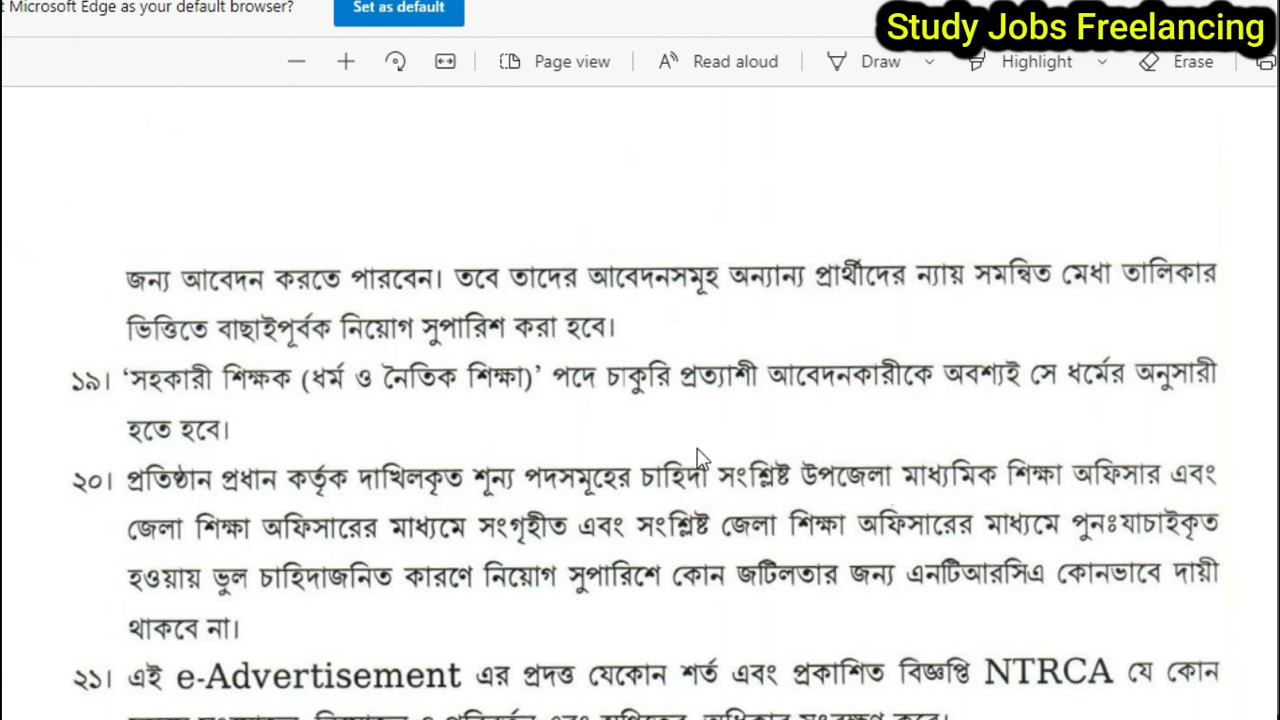 t Microsoft Edge as your default browser?
Set as default
Study Jobs Freelancing
Page view
Read aloud
Draw
Highlight
Erase
জন্য আবেদন করতে পারবেন। তবে তাদের আবেদনসমূহ অন্যান্য প্রার্থীদের ন্যায় সমন্বিত মেধা তালিকার
ভিত্তিতে বাছাইপূর্বক নিয়োগ সুপারিশ করা হবে।
১৯। ‘সহকারী শিক্ষক (ধর্ম ও নৈতিক শিক্ষা)’ পদে চাকুরি প্রত্যাশী আবেদনকারীকে অবশ্যই সে ধর্মের অনুসারী
হতে হবে।
২০। প্রতিষ্ঠান প্রধান কর্তৃক দাখিলকৃত শূন্য পদসমূহের চাহিদা সংশ্লিষ্ট উপজেলা মাধ্যমিক শিক্ষা অফিসার এবং
জেলা শিক্ষা অফিসারের মাধ্যমে সংগৃহীত এবং সংশ্লিষ্ট জেলা শিক্ষা অফিসারের মাধ্যমে পুনঃযাচাইকৃত
হওয়ায় ভুল চাহিদাজনিত কারণে নিয়োগ সুপারিশে কোন জটিলতার জন্য এনটিআরসিএ কোনভাবে দায়ী
থাকবে না।
২১। এই e-Advertisement এর প্রদত্ত যেকোন শর্ত এবং প্রকাশিত বিজ্ঞপ্তি NTRCA যে কোন